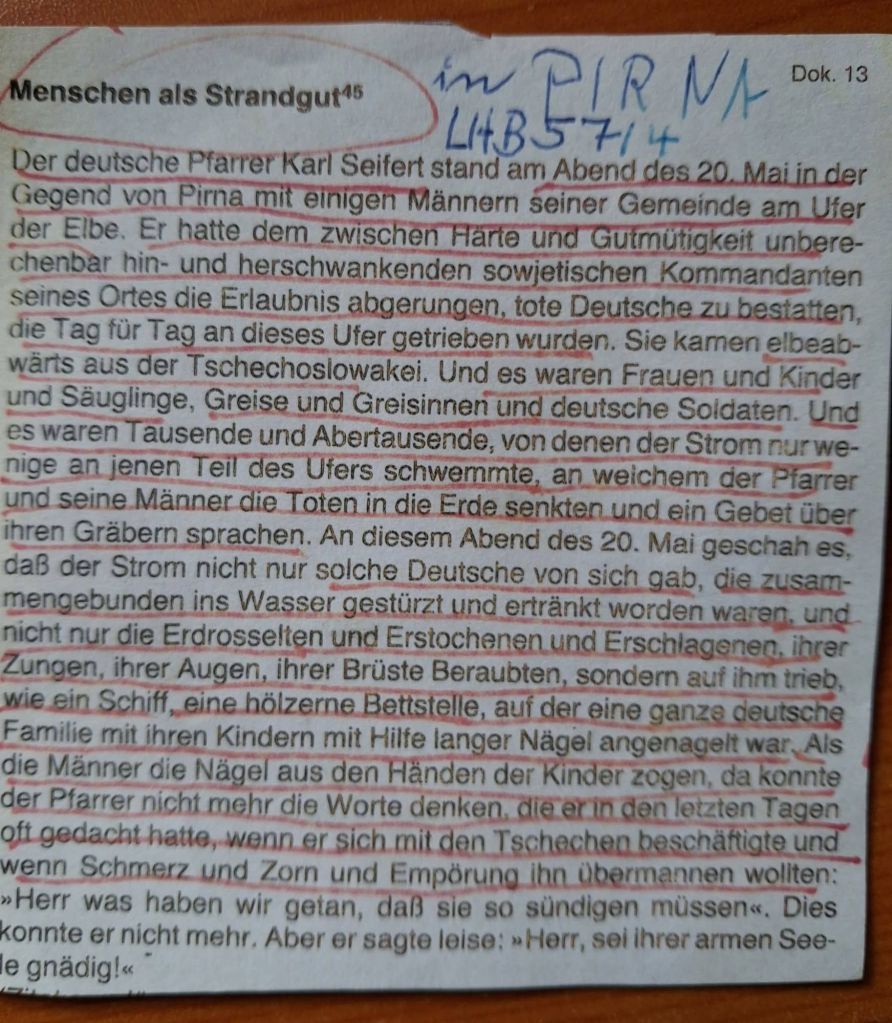 in PIRNA
Dok. 13
Menschen als Strandgut⁴⁵
LHB 57/4
Der deutsche Pfarrer Karl Seifert stand am Abend des 20. Mai in der
Gegend von Pirna mit einigen Männern seiner Gemeinde am Ufer
der Elbe. Er hatte dem zwischen Härte und Gutmütigkeit unbere-
chenbar hin- und herschwankenden sowjetischen Kommandanten
seines Ortes die Erlaubnis abgerungen, tote Deutsche zu bestatten,
die Tag für Tag an dieses Ufer getrieben wurden. Sie kamen elbeab-
wärts aus der Tschechoslowakei. Und es waren Frauen und Kinder
und Säuglinge, Greise und Greisinnen und deutsche Soldaten. Und
es waren Tausende und Abertausende, von denen der Strom nur we-
nige an jenen Teil des Ufers schwemmte, an welchem der Pfarrer
und seine Männer die Toten in die Erde senkten und ein Gebet über
ihren Gräbern sprachen. An diesem Abend des 20. Mai geschah es,
daß der Strom nicht nur solche Deutsche von sich gab, die zusam-
mengebunden ins Wasser gestürzt und ertränkt worden waren, und
nicht nur die Erdrosselten und Erstochenen und Erschlagenen, ihrer
Zungen, ihrer Augen, ihrer Brüste Beraubten, sondern auf ihm trieb,
wie ein Schiff, eine hölzerne Bettstelle, auf der eine ganze deutsche
Familie mit ihren Kindern mit Hilfe langer Nägel angenagelt war. Als
die Männer die Nägel aus den Händen der Kinder zogen, da konnte
der Pfarrer nicht mehr die Worte denken, die er in den letzten Tagen
oft gedacht hatte, wenn er sich mit den Tschechen beschäftigte und
wenn Schmerz und Zorn und Empörung ihn übermannen wollten:
»Herr was haben wir getan, daß sie so sündigen müssen«. Dies
konnte er nicht mehr. Aber er sagte leise: »Herr, sei ihrer armen See-
le gnädig!«